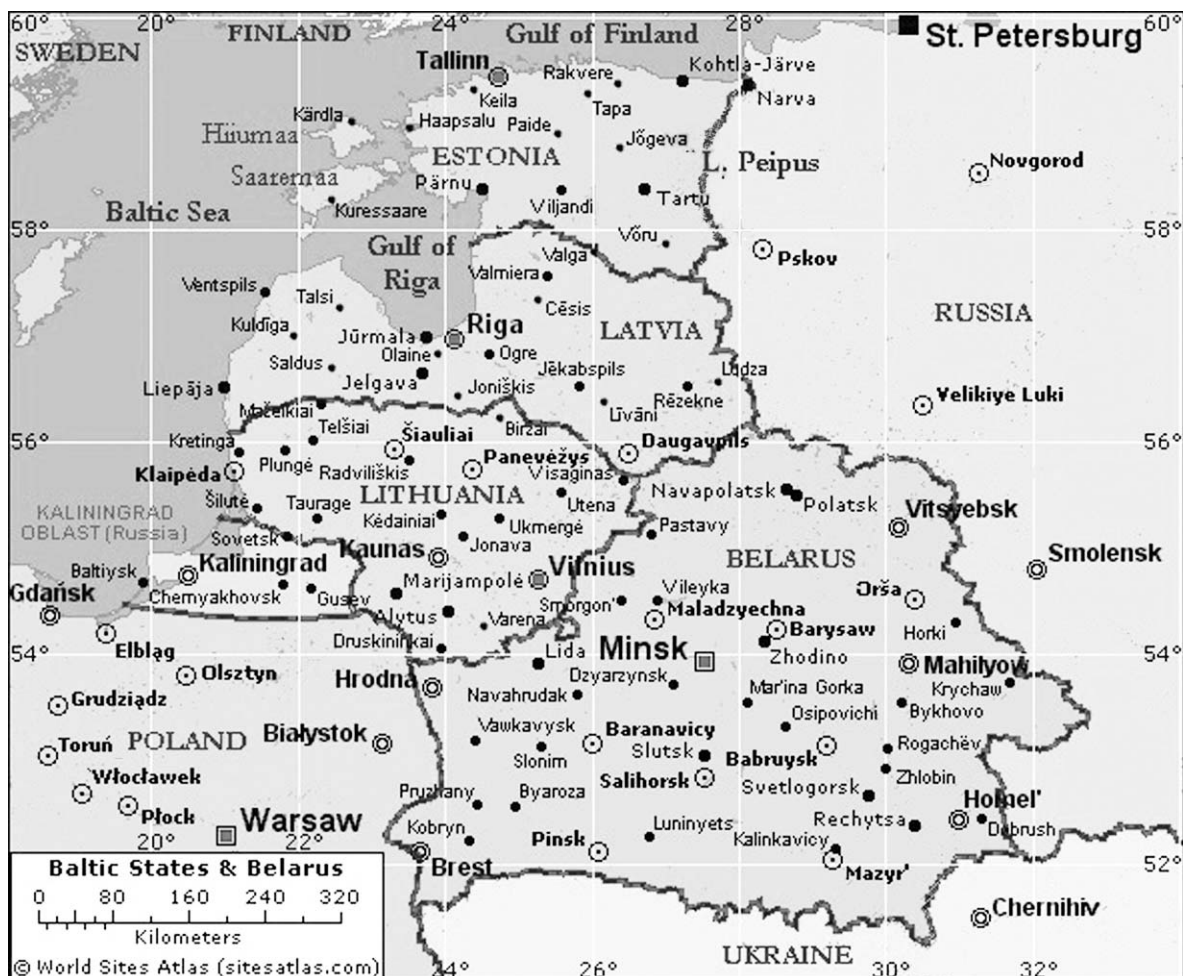 60°
20°
24°
28°
60°
SWEDEN
FINLAND
Gulf of Finland
St. Petersburg
Tallinn
Rakvere
Kohtla-Järve
Keila
Tapa
Narva
Kärdla
Haapsalu
Paide
Hiiumaa
Jõgeva
ESTONIA
L. Peipus
Novgorod
Saaremaa
Pärnu
Viljandi
Tartu
Kuressaare
Baltic Sea
58°
Võru
58°
Gulf of
Riga
Valga
Pskov
Valmiera
Ventspils
Talsi
Cēsis
RUSSIA
Kuldīga
Jūrmala
Riga
LATVIA
Olaine
Ogre
Saldus
Jelgava
Jēkabspils
Ludza
Liepāja
Joniškis
Rēzekne
Velikiye Luki
Mažeikiai
Līvāni
Telšiai
Biržai
56°
Kretinga
Šiauliai
Daugavpils
56°
Klaipėda
Plungė
Radviliškis
Panevėžys
Visaginas
Navapolatsk
Polatsk
Šilutė
Taurage
LITHUANIA
Utena
Vitsyebsk
KALININGRAD
OBLAST (Russia)
Kėdainiai
Ukmergė
Pastavy
Sovetsk
Jonava
Kaunas
BELARUS
Smolensk
Kaliningrad
Vilnius
Baltiysk
Marijampolė
Vileyka
Orša
Gdańsk
Chernyakhovsk
Gusev
Alytus
Smorgon'
Maladzyechna
Varena
Barysaw
Horki
Elbląg
Druskininkai
Lida
Minsk
Zhodino
54°
54°
Olsztyn
Hrodna
Dzyarzynsk
Mahilyow
Navahrudak
Mar'ina Gorka
Krychaw
Grudziądz
Osipovichi
Bykhovo
POLAND
Białystok
Vawkavysk
Baranavicy
Toruń
Slonim
Slutsk
Babruysk
Rogachëv
Włocławek
Salihorsk
Svetlogorsk
Zhlobin
Płock
Pruzhany
Byaroza
Homel'
Warsaw
Kobryn
Pinsk
Luninyets
Rechytsa
Dobrush
20°
22°
Kalinkavicy
Brest
Mazyr'
52°
52°
Baltic States & Belarus
0 80 160 240 320
Kilometers
Chernihiv
UKRAINE
© World Sites Atlas (sitesatlas.com)
24°
26°
30°
32°